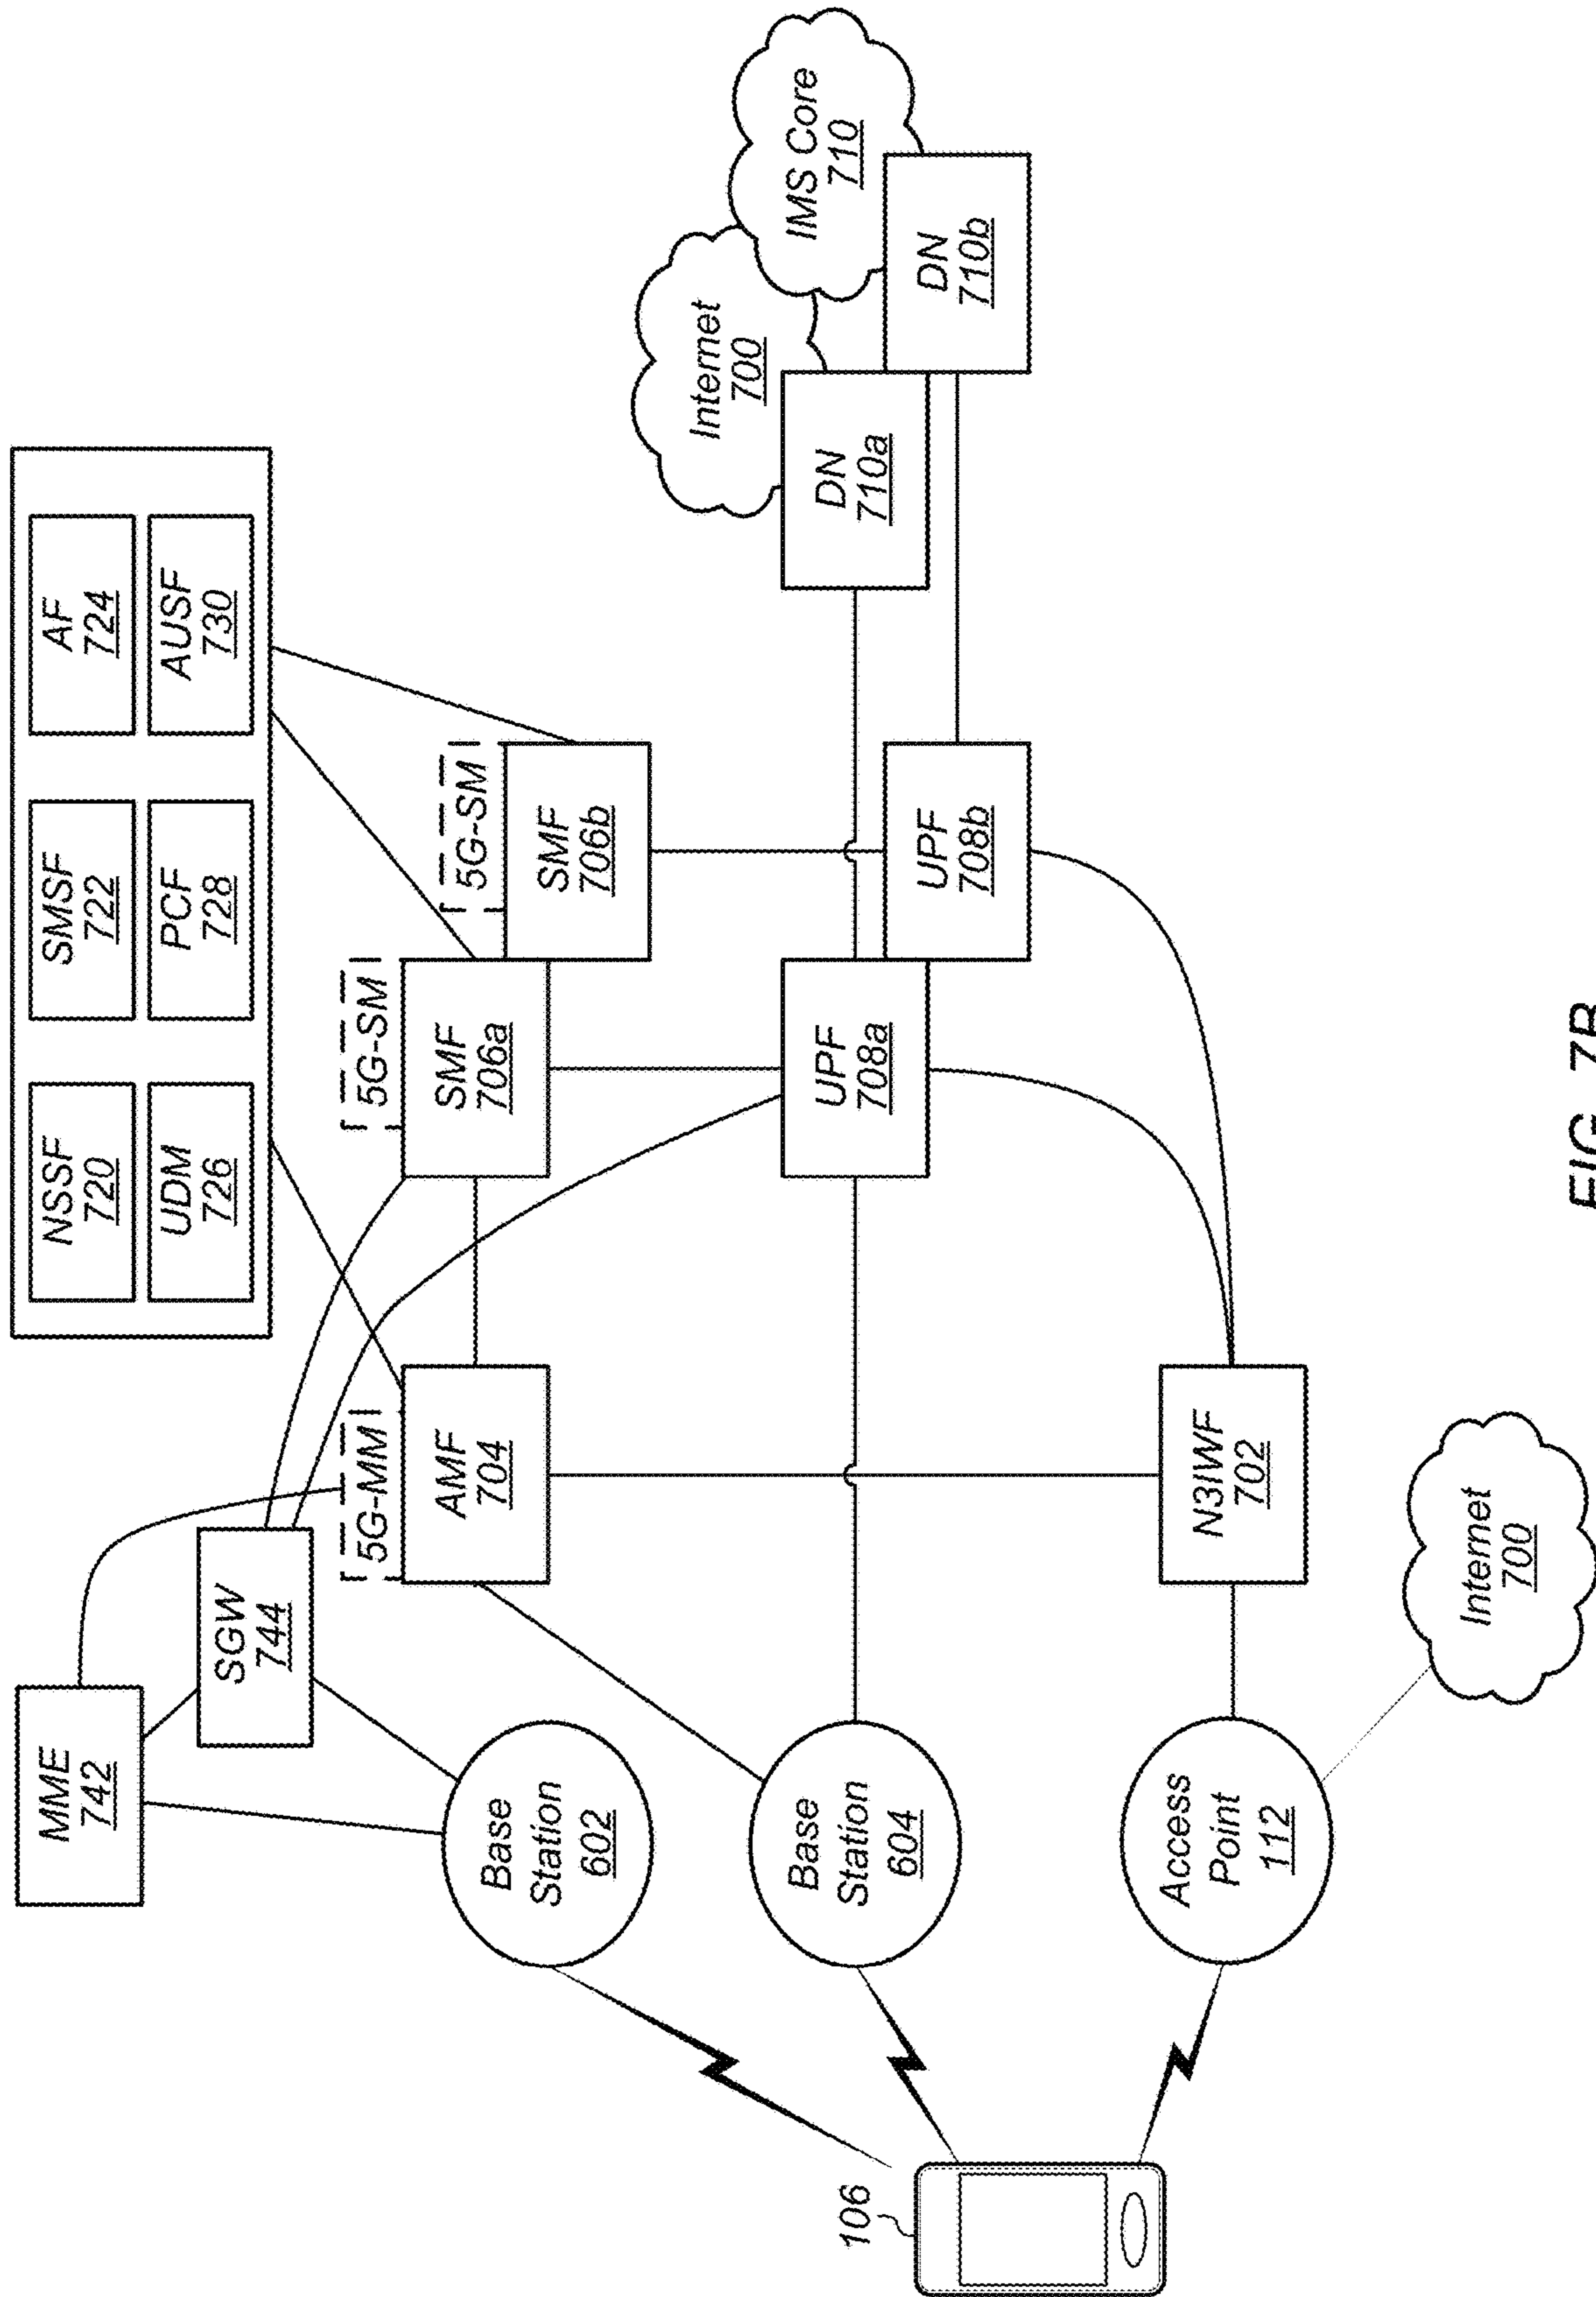 MME
742
SGW
744
NSSF
720
SMSF
722
AF
724
UDM
726
PCF
728
AUSF
730
5G-MM
AMF
704
5G-SM
SMF
706a
5G-SM
SMF
706b
Base
Station
602
Base
Station
604
UPF
708a
UPF
708b
Internet
700
DN
710a
IMS Core
710
DN
710b
106
Access
Point
112
N3IWF
702
Internet
700
FIG. 7B